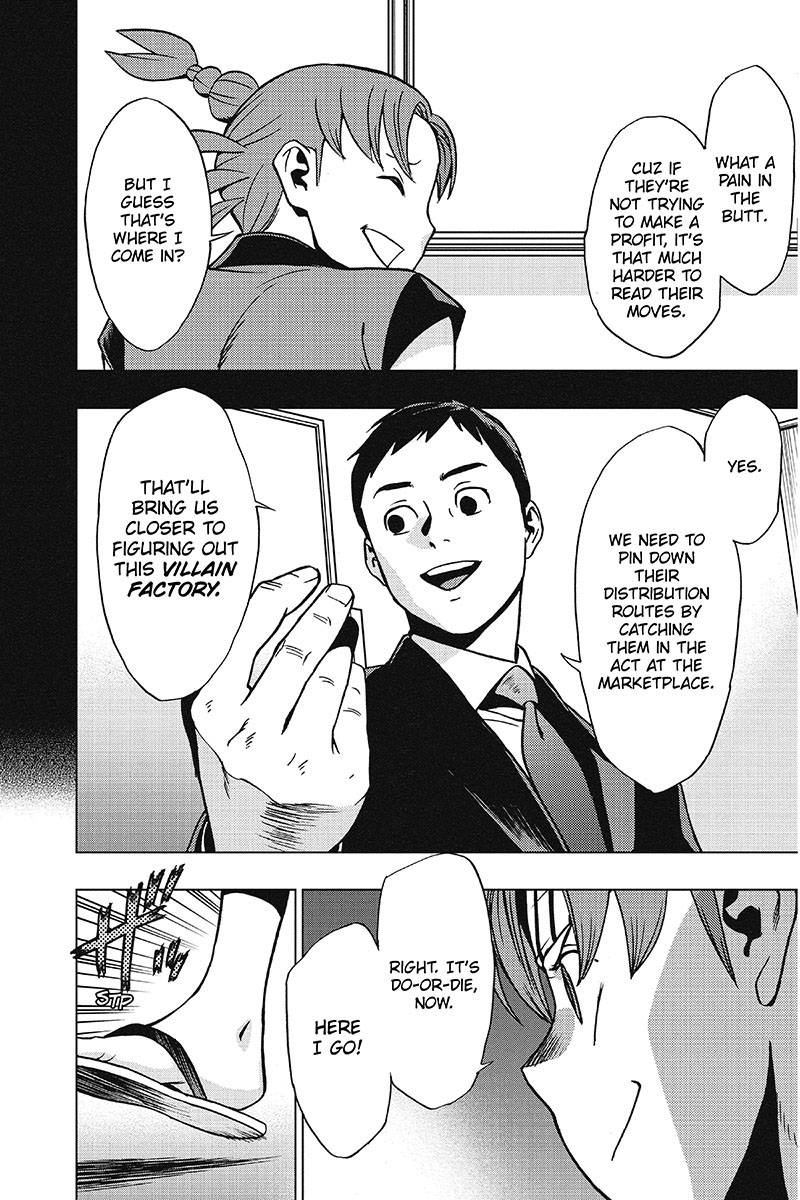 WHAT A
PAIN IN
THE
BUTT.
CUZ IF
THEY'RE
NOT TRYING
TO MAKE A
PROFIT, IT'S
THAT MUCH
HARDER TO
READ THEIR
MOVES.
BUT I
GUESS
THAT'S
WHERE I
COME IN?
YES.
WE NEED TO
PIN DOWN
THEIR
DISTRIBUTION
ROUTES BY
CATCHING
THEM IN THE
ACT AT THE
MARKETPLACE.
THAT'LL
BRING US
CLOSER TO
FIGURING OUT
THIS VILLAIN
FACTORY.
RIGHT. IT'S
DO-OR-DIE,
NOW.
HERE
I GO!